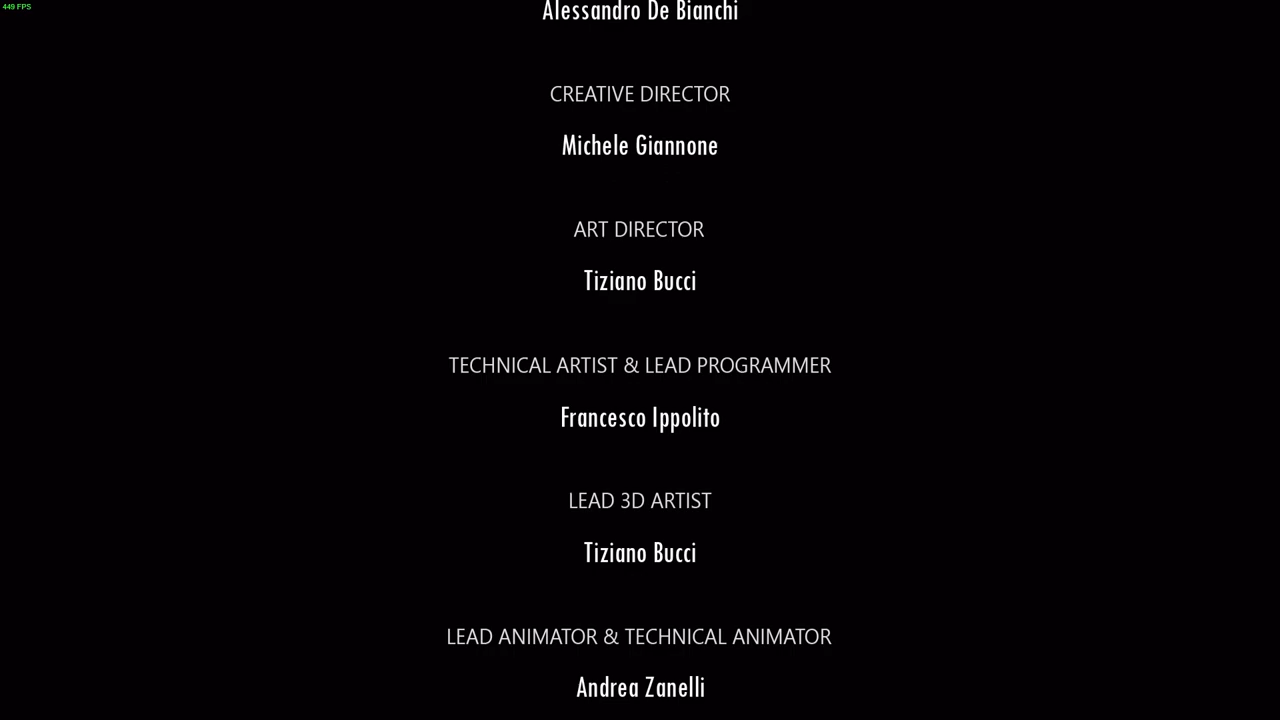 449 FPS
Alessandro De Bianchi
CREATIVE DIRECTOR
Michele Giannone
ART DIRECTOR
Tiziano Bucci
TECHNICAL ARTIST & LEAD PROGRAMMER
Francesco Ippolito
LEAD 3D ARTIST
Tiziano Bucci
LEAD ANIMATOR & TECHNICAL ANIMATOR
Andrea Zanelli